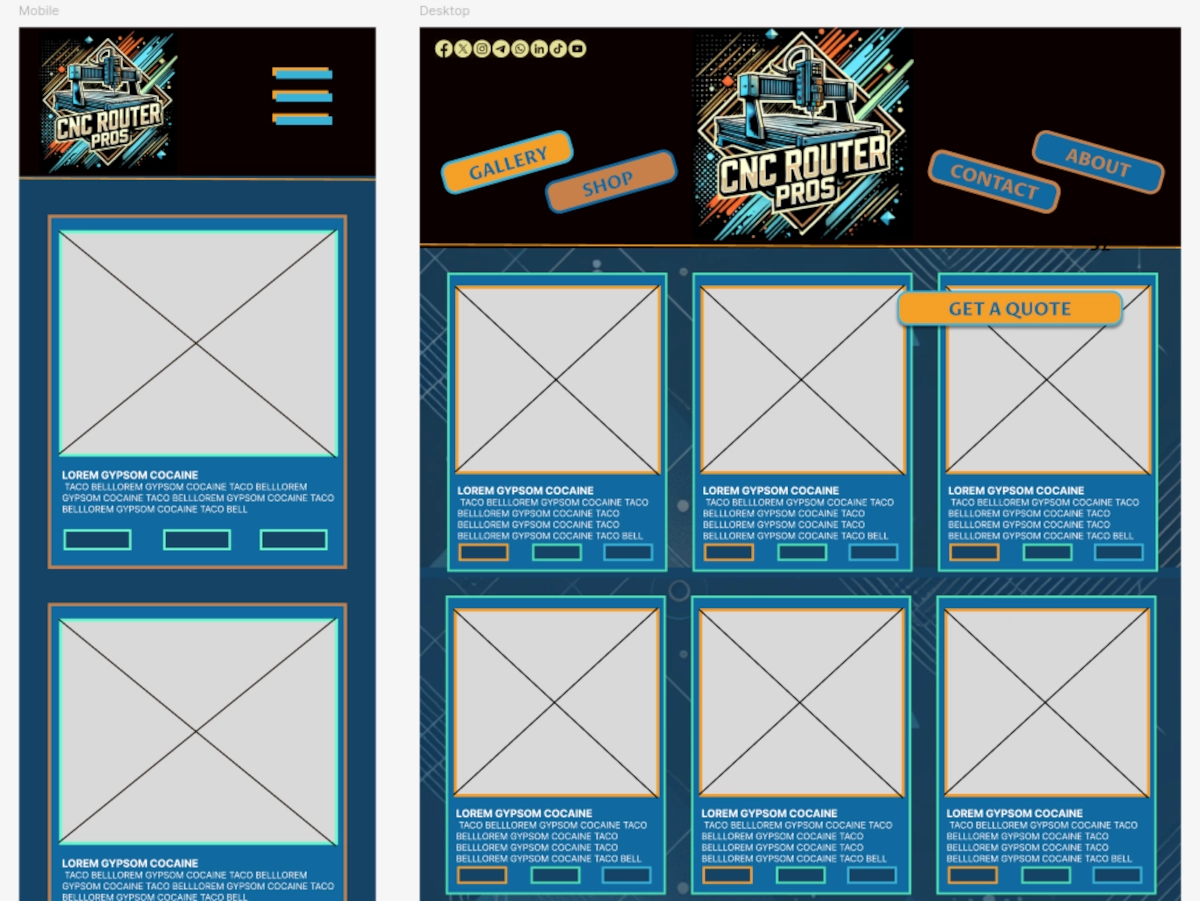 Mobile
CNC ROUTER
PROS
LOREM GYPSOM COCAINE
TACO BELLLOREM GYPSOM COCAINE TACO BELLLOREM
GYPSOM COCAINE TACO BELLLOREM GYPSOM COCAINE TACO
BELLLOREM GYPSOM COCAINE TACO BELL
LOREM GYPSOM COCAINE
TACO BELLLOREM GYPSOM COCAINE TACO BELLLOREM
GYPSOM COCAINE TACO BELLLOREM GYPSOM COCAINE TACO
BELLLOREM GYPSOM COCAINE TACO BELL
Desktop
GALLERY
SHOP
CNC ROUTER
PROS
CONTACT
ABOUT
GET A QUOTE
LOREM GYPSOM COCAINE
TACO BELLLOREM GYPSOM COCAINE TACO
BELLLOREM GYPSOM COCAINE TACO
BELLLOREM GYPSOM COCAINE TACO
BELLLOREM GYPSOM COCAINE TACO BELL
LOREM GYPSOM COCAINE
TACO BELLLOREM GYPSOM COCAINE TACO
BELLLOREM GYPSOM COCAINE TACO
BELLLOREM GYPSOM COCAINE TACO
BELLLOREM GYPSOM COCAINE TACO BELL
LOREM GYPSOM COCAINE
TACO BELLLOREM GYPSOM COCAINE TACO
BELLLOREM GYPSOM COCAINE TACO
BELLLOREM GYPSOM COCAINE TACO
BELLLOREM GYPSOM COCAINE TACO BELL
LOREM GYPSOM COCAINE
TACO BELLLOREM GYPSOM COCAINE TACO
BELLLOREM GYPSOM COCAINE TACO
BELLLOREM GYPSOM COCAINE TACO
BELLLOREM GYPSOM COCAINE TACO BELL
LOREM GYPSOM COCAINE
TACO BELLLOREM GYPSOM COCAINE TACO
BELLLOREM GYPSOM COCAINE TACO
BELLLOREM GYPSOM COCAINE TACO
BELLLOREM GYPSOM COCAINE TACO BELL
LOREM GYPSOM COCAINE
TACO BELLLOREM GYPSOM COCAINE TACO
BELLLOREM GYPSOM COCAINE TACO
BELLLOREM GYPSOM COCAINE TACO
BELLLOREM GYPSOM COCAINE TACO BELL